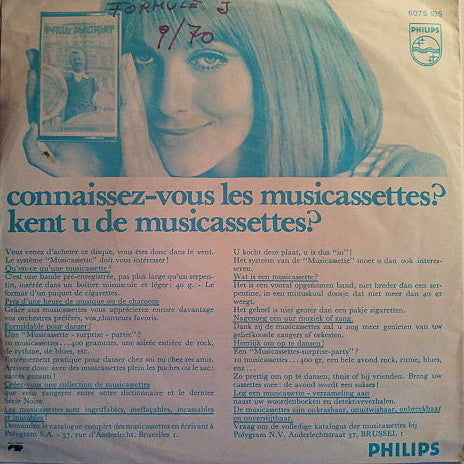 FORMULE J
9/70
6075 105
PHILIPS
PAUL MAURIAT
connaissez-vous les musicassettes?
kent u de musicassettes?
Vous venez d'acheter ce disque, vous êtes donc dans le vent.
Le système "Musicassette" doit vous intéresser!
Qu'est-ce qu'une musicassette?
C'est une bande pré-enregistrée, pas plus large qu'un serpen-
tin, insérée dans un boîtier minuscule et léger: 40 g. - Le
formas d'un paquet de cigarettes.
Près d'une heure de musique ou de chansons
Grâce aux musicassettes vous apprécierez encore davantage
vos orchestres préférés, vos chanteurs favoris.
Formidable pour danser!
Une "Musicassette - surprise - partie"?
10 musicassettes... 400 grammes, une soirée entière de rock,
de rythme, de blues, etc.
Extrêmement pratique pour danser chez soi ou chez ser amis.
Arrivez donc avec des musicassettes plein les poches ou le sac:
succès garanti!
Créez-vous une collection de musicassettes
que vous rangerez entre votre dictionnaire et le dernier
Série Noire.
Les musicassettes sont ingriffables, ineffaçables, incassables
et inusables!
Demandez le catalogue complet des musicassettes en écrivant à
Polygram S.A. - 37, rue d'Anderlecht, Bruxelles 1.
U kocht deze plaat, u is dus "in"!
Het systeem van de "Musicassette" moet u dan ook interes-
seren.
Wat is een musicassette?
Het is een vooraf opgenomen band, niet breder dan een ser-
pentine, in een minuskuul doosje dat niet meer dan 40 gr
weegt.
Het geheel is niet groter dan een pakje sigaretten.
Nagenoeg een uur muziek of zang.
Dank zij de musicassettes zal u nog meer genieten van uw
geliefkoosde zangers of orkesten.
Heerlijk om op te dansen!
Een "Musicassettes-surprise-party"?
10 musicassettes... 400 gr, een hele avond rock, ritme, blues,
enz...
Zo prettig om op te dansen, thuis of bij vrienden. Breng uw
cassettes mee: de avond wordt een sukses!
Leg een musicassette - verzameling aan
naast uw woordenboeken en detectiveverhalen.
De musicassettes zijn onkrasbaar, onuitwisbaar, onbreekbaar
en onverslijtbaar.
Vraag om de volledige katalogus der musicassettes bij
Polygram N.V. Anderlechtstraat 37, BRUSSEL 1
PHILIPS